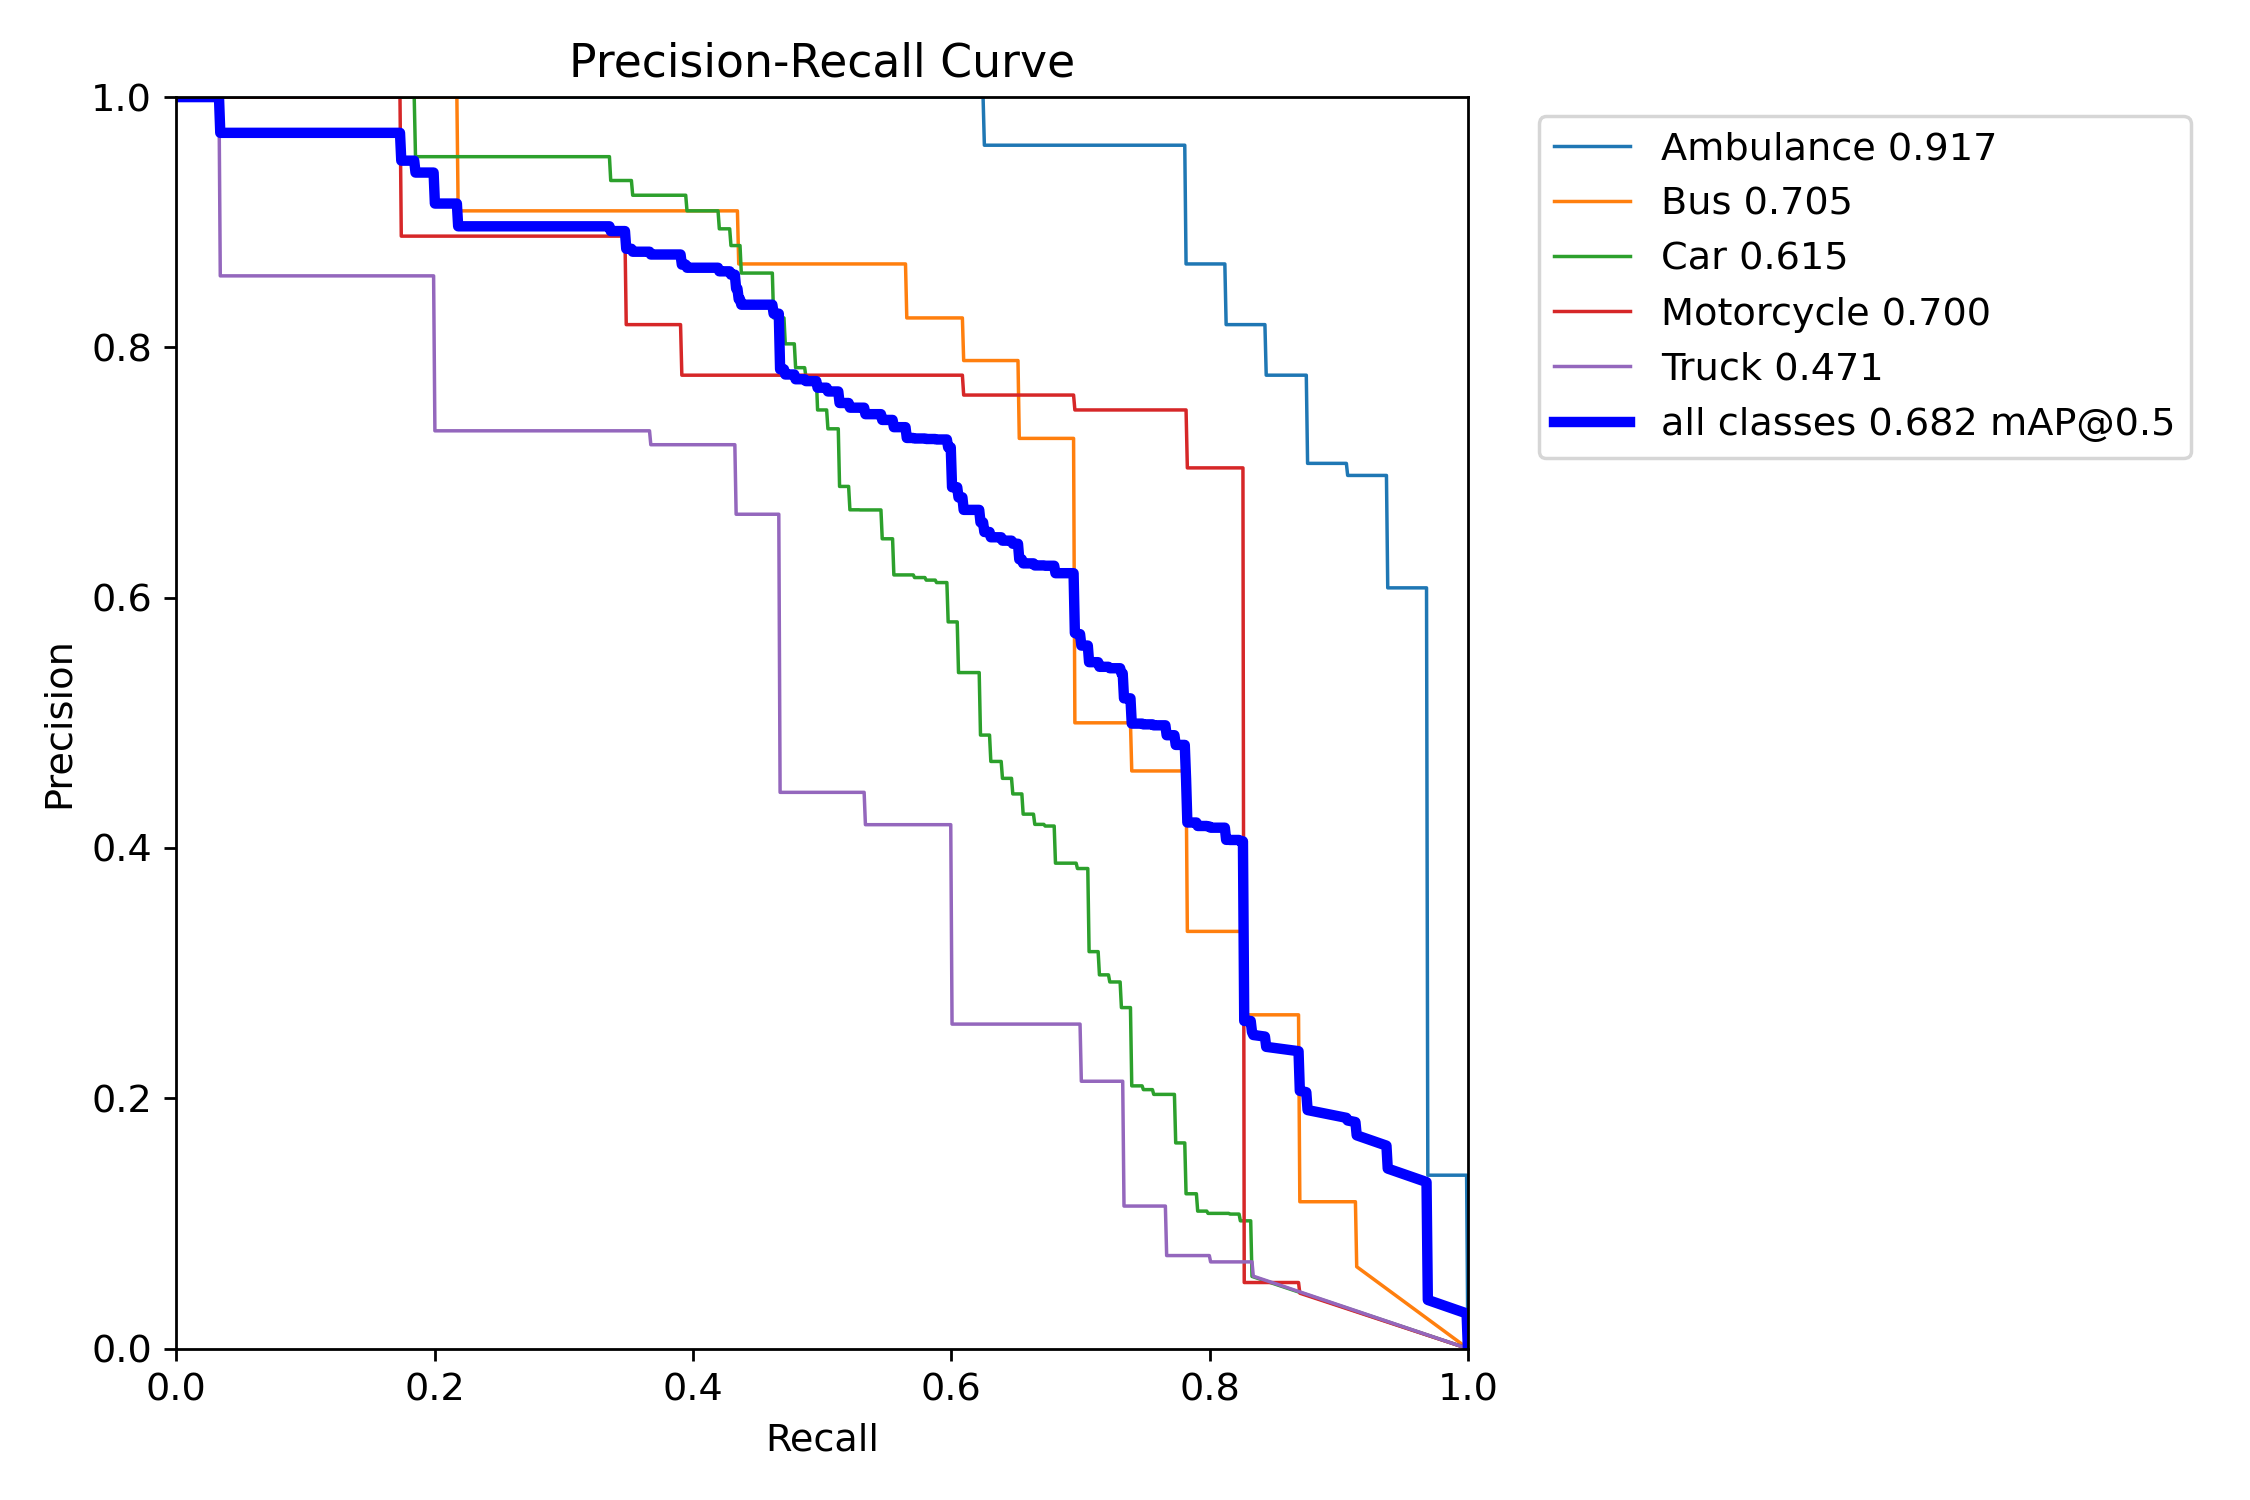 Precision-Recall Curve
1.0
0.8
0.6
0.4
0.2
0.0
Precision
0.0 0.2 0.4 0.6 0.8 1.0
Recall
Ambulance 0.917
Bus 0.705
Car 0.615
Motorcycle 0.700
Truck 0.471
all classes 0.682 mAP@0.5